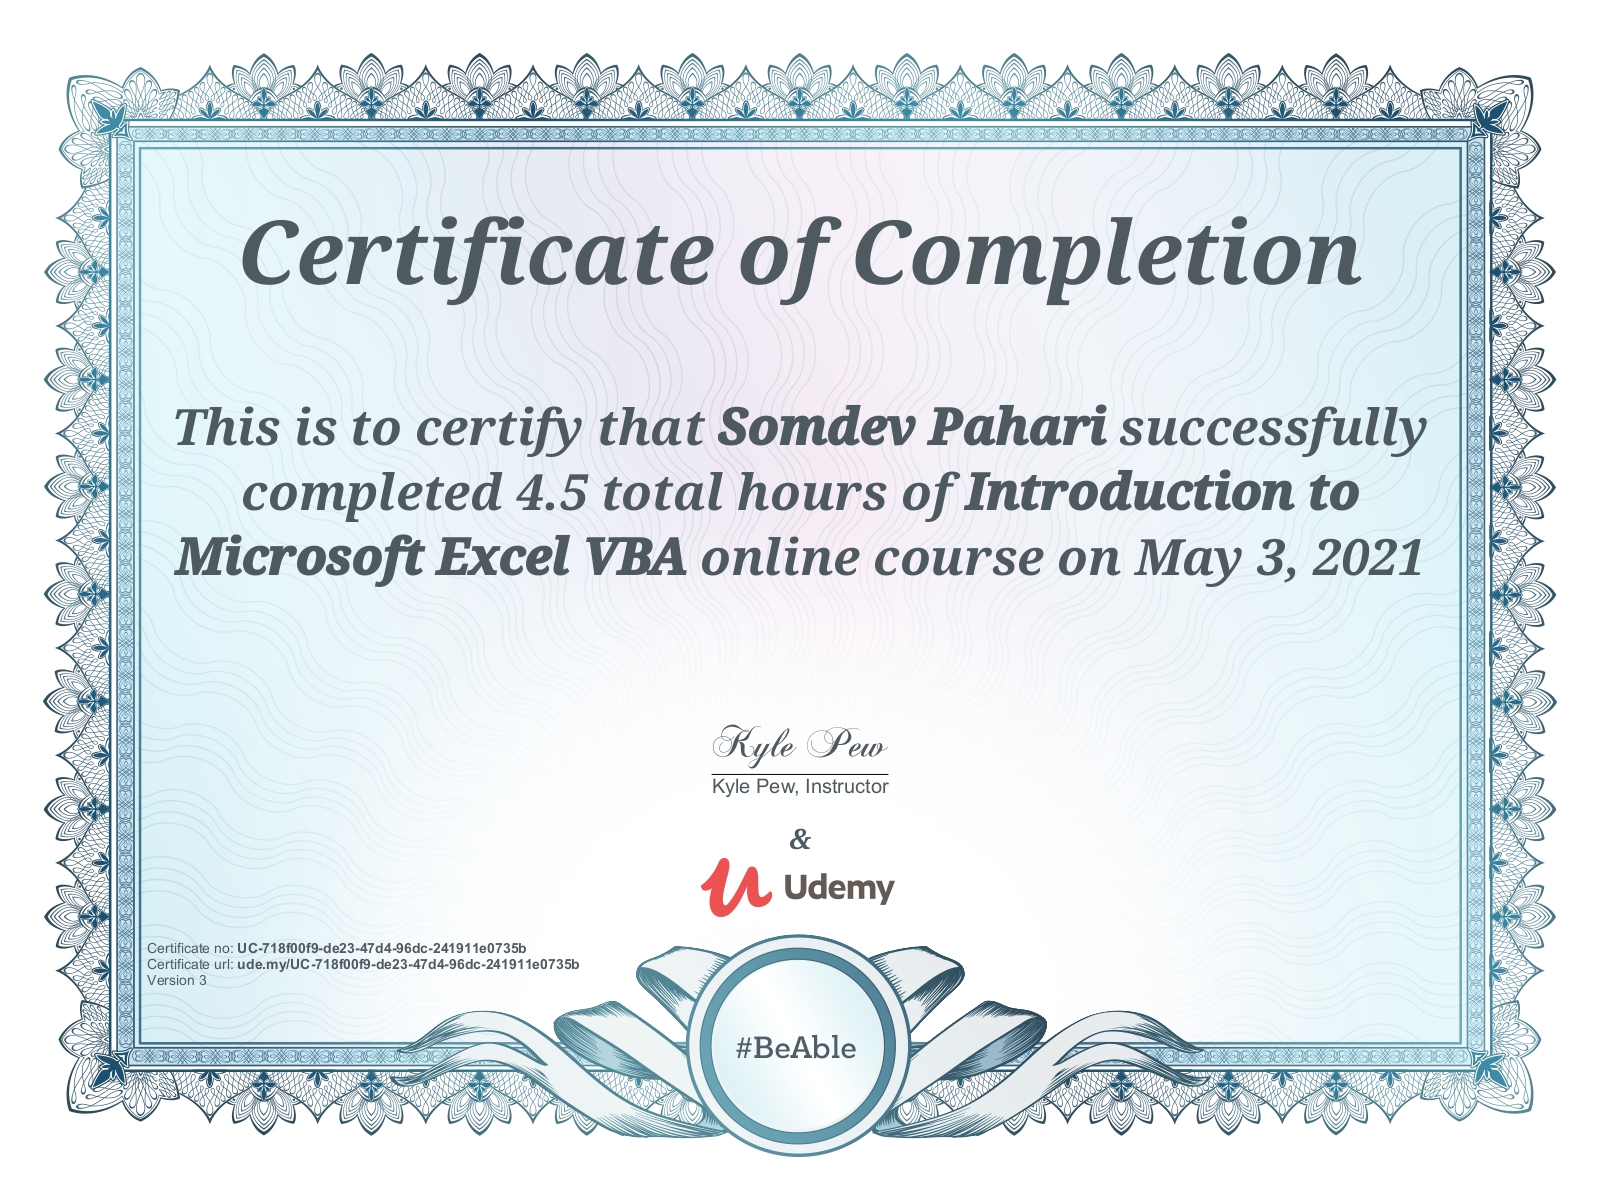 Certificate of Completion
This is to certify that Somdev Pahari successfully
completed 4.5 total hours of Introduction to
Microsoft Excel VBA online course on May 3, 2021
Kyle Pew
Kyle Pew, Instructor
&
Udemy
Certificate no: UC-718f00f9-de23-47d4-96dc-241911e0735b
Certificate url: ude.my/UC-718f00f9-de23-47d4-96dc-241911e0735b
Version 3
#BeAble